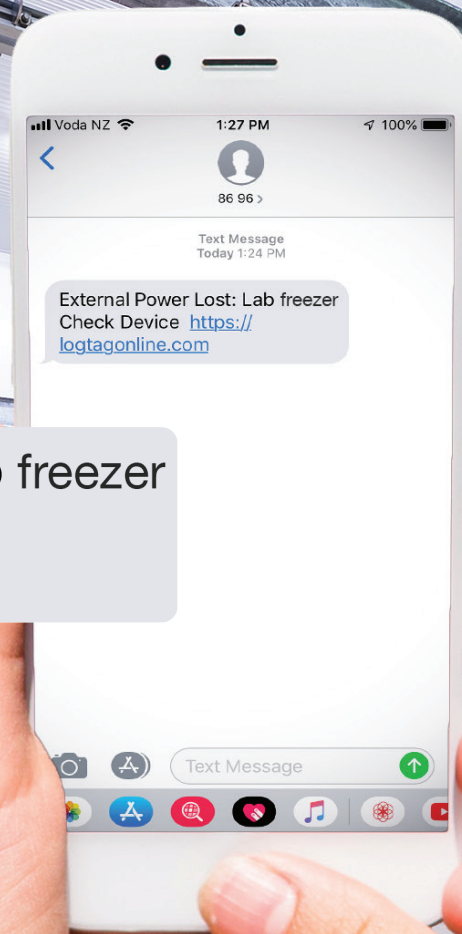 Voda NZ 1:27 PM 100%
86 96 >
Text Message
Today 1:24 PM
External Power Lost: Lab freezer
Check Device https://
logtagonline.com
freezer
Text Message